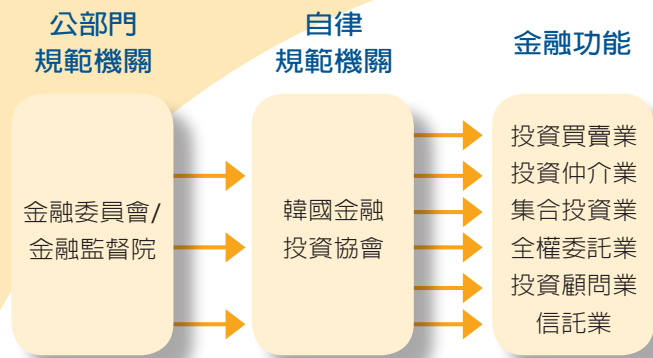 公部門
規範機關
自律
規範機關
金融功能
金融委員會/
金融監督院
韓國金融
投資協會
投資買賣業
投資仲介業
集合投資業
全權委託業
投資顧問業
信託業